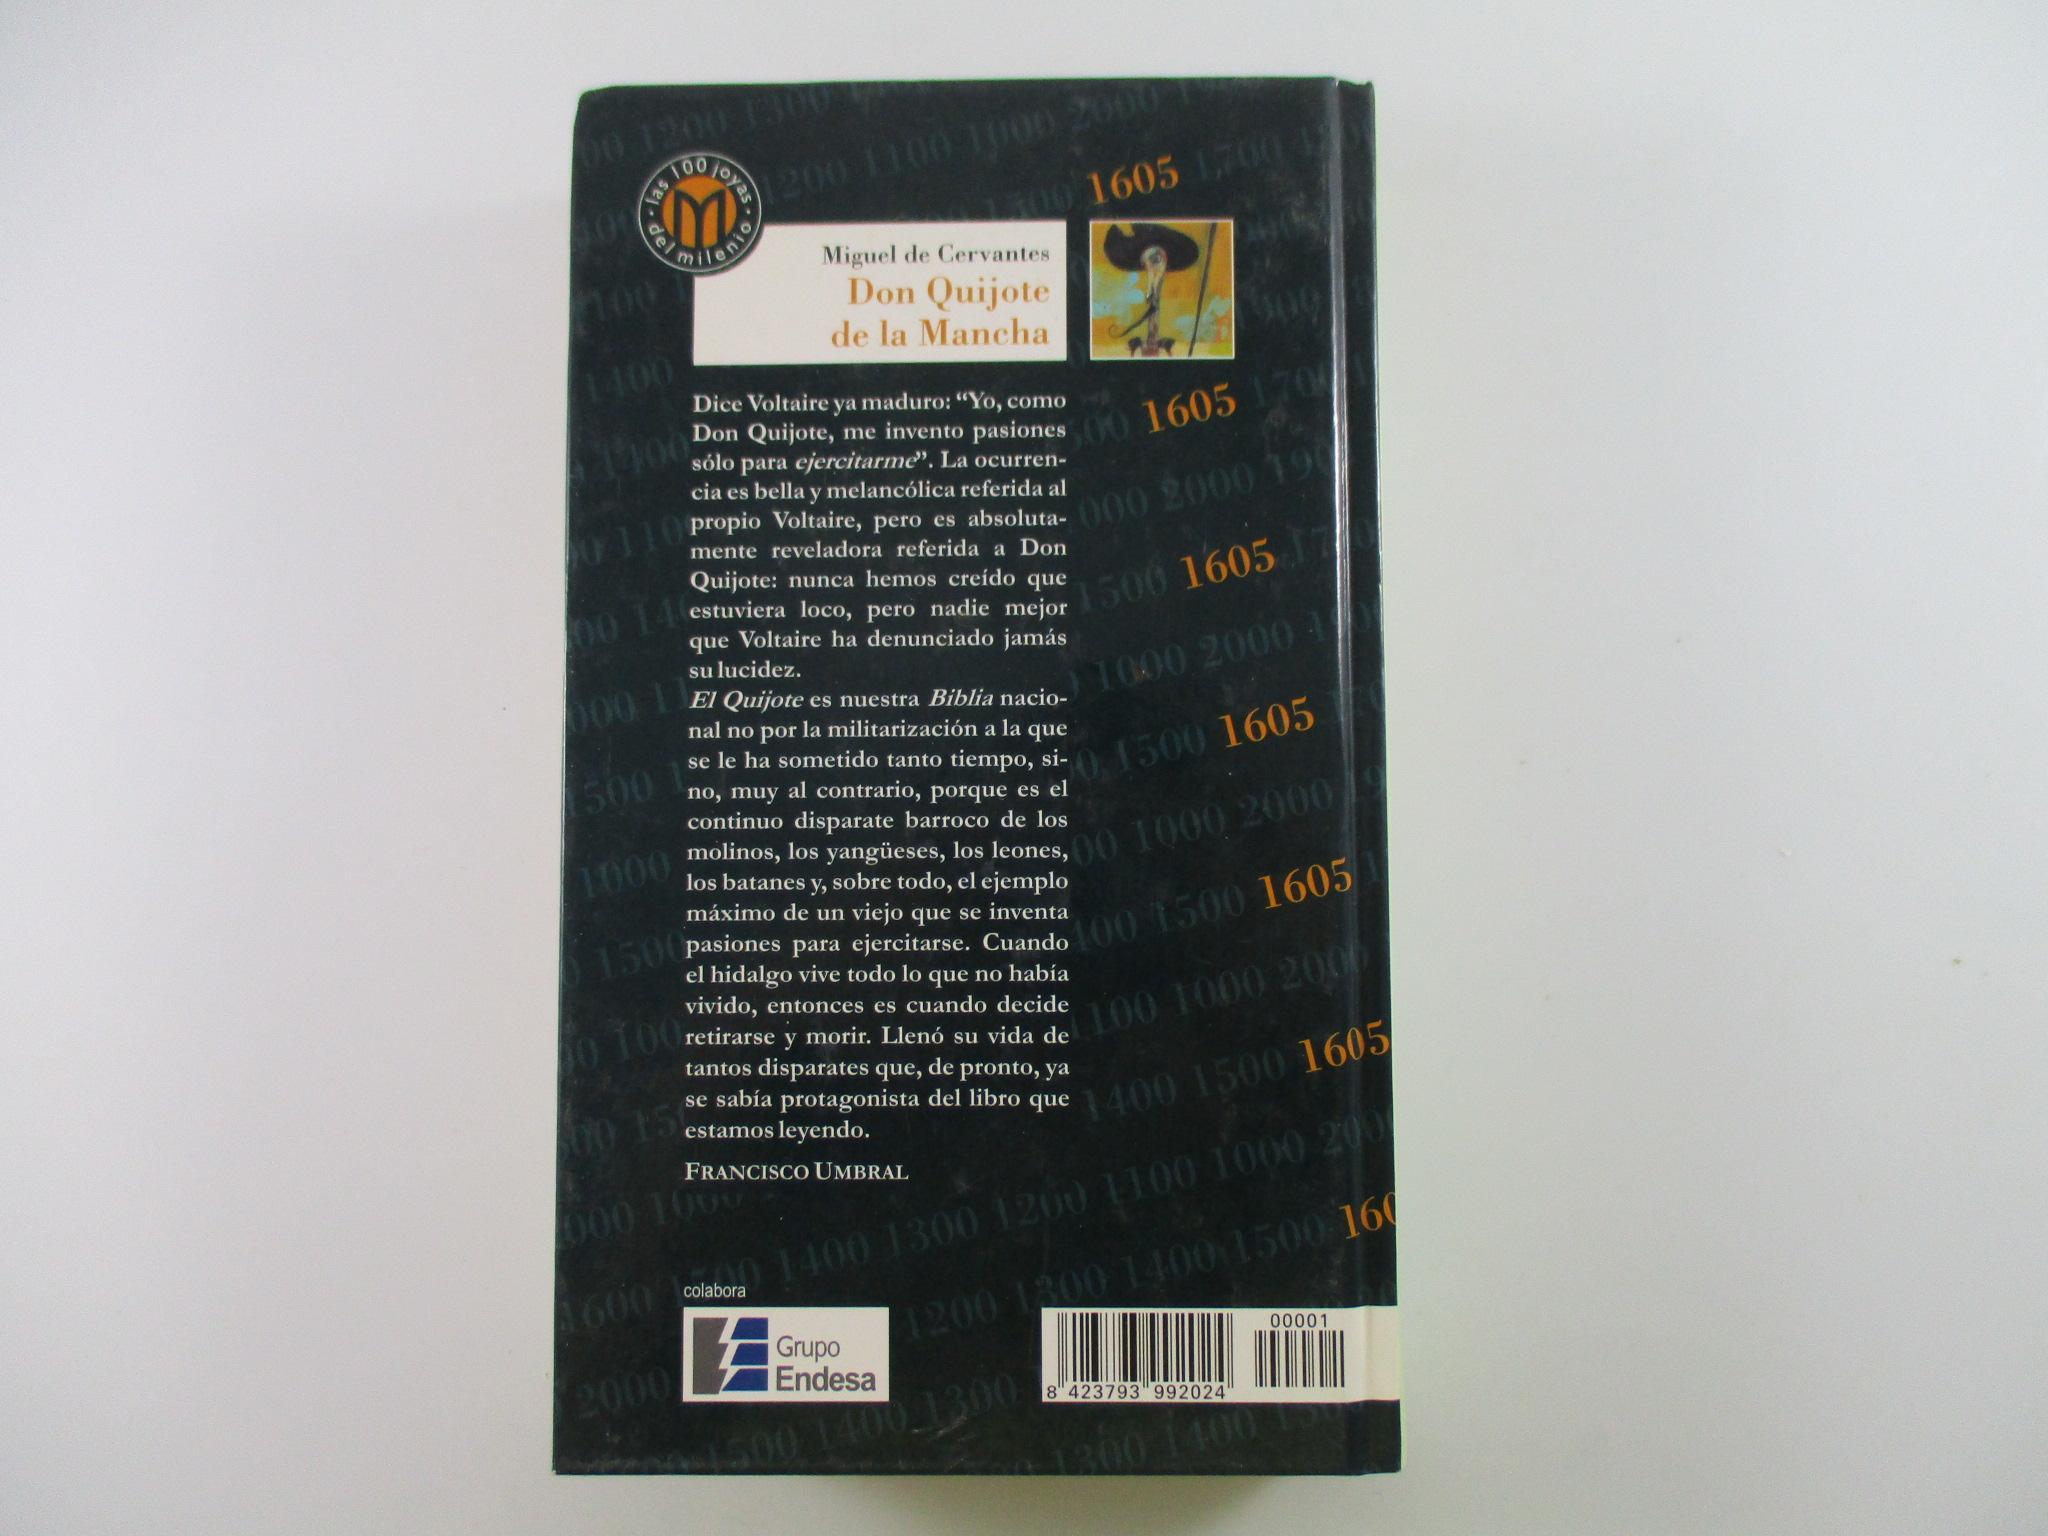 las 100 joyas
del milenio
M
1605
Miguel de Cervantes
Don Quijote
de la Mancha
Dice Voltaire ya maduro: “Yo, como
Don Quijote, me invento pasiones
sólo para ejercitarme”. La ocurren-
cia es bella y melancólica referida al
propio Voltaire, pero es absoluta-
mente reveladora referida a Don
Quijote: nunca hemos creído que
estuviera loco, pero nadie mejor
que Voltaire ha denunciado jamás
su lucidez.
El Quijote es nuestra Biblia nacio-
nal no por la militarización a la que
se le ha sometido tanto tiempo, si-
no, muy al contrario, porque es el
continuo disparate barroco de los
molinos, los yangüeses, los leones,
los batanes y, sobre todo, el ejemplo
máximo de un viejo que se inventa
pasiones para ejercitarse. Cuando
el hidalgo vive todo lo que no había
vivido, entonces es cuando decide
retirarse y morir. Llenó su vida de
tantos disparates que, de pronto, ya
se sabía protagonista del libro que
estamos leyendo.
FRANCISCO UMBRAL
1605
1605
1605
1605
1605
160
colabora
Grupo
Endesa
00001
8 423793 992024